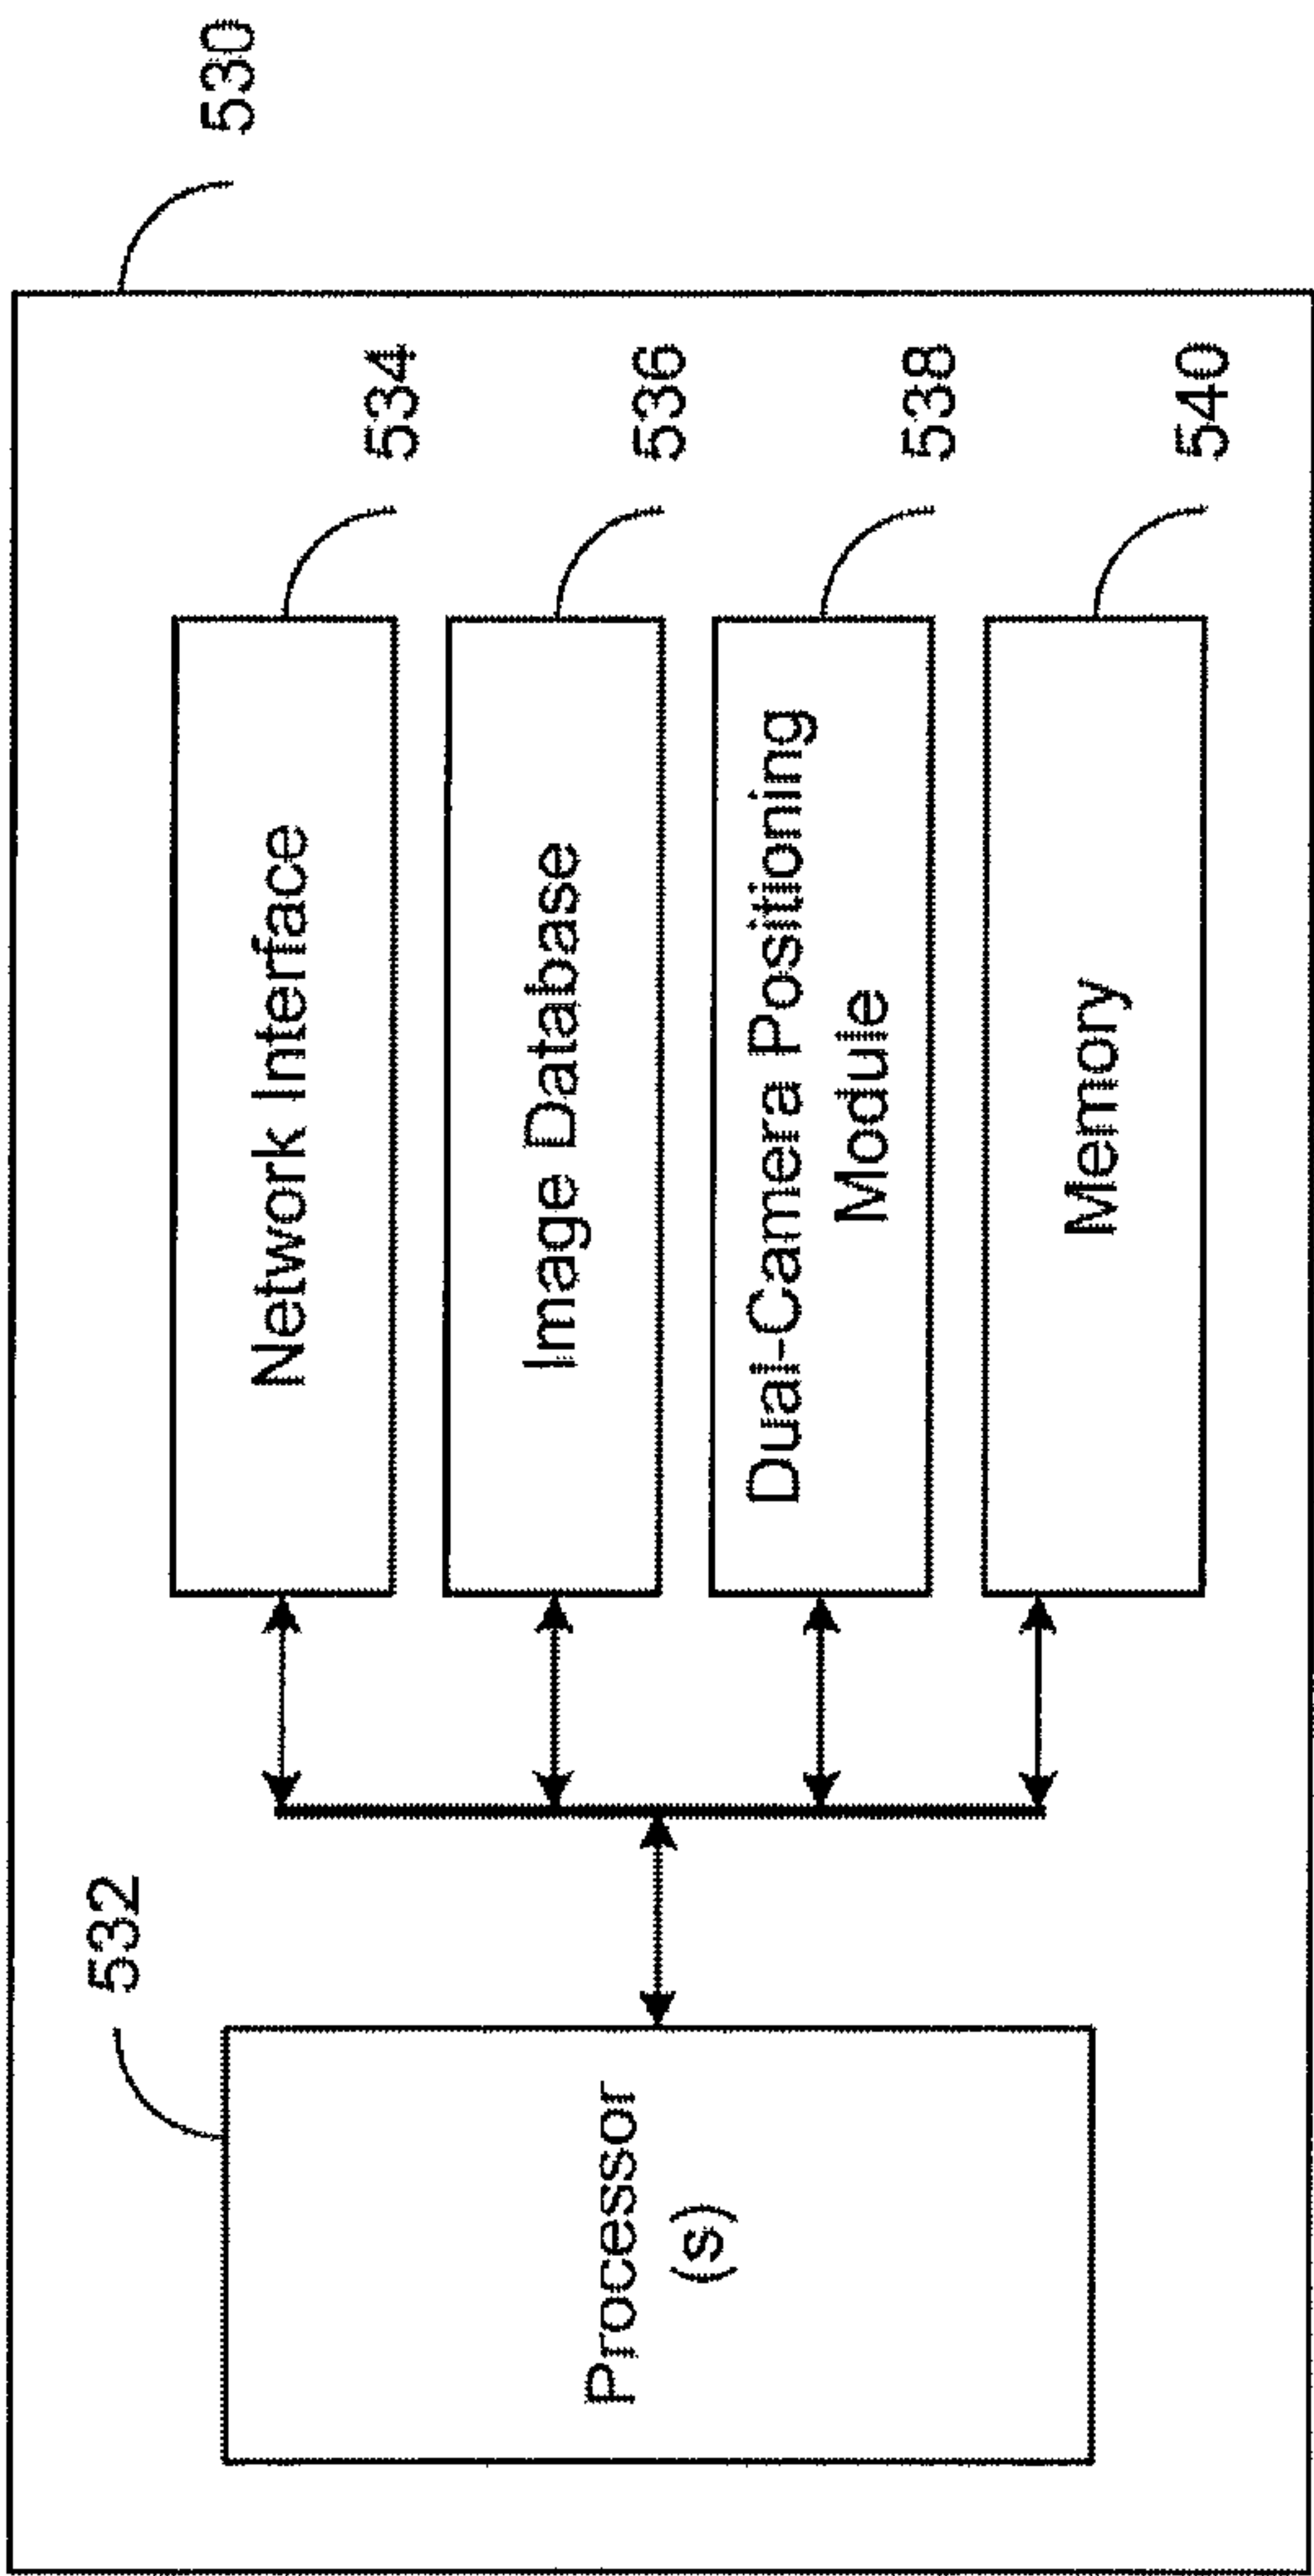 530
532
Processor
(s)
Network Interface
534
Image Database
536
Dual-Camera Positioning
Module
538
Memory
540